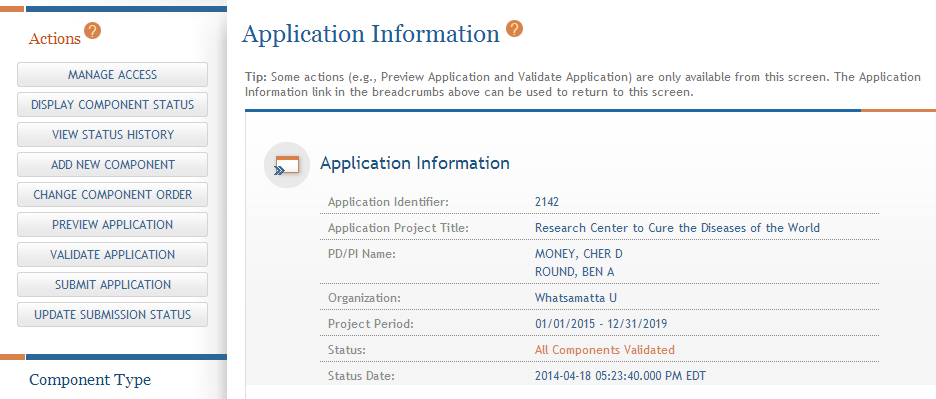 Actions ?
MANAGE ACCESS
DISPLAY COMPONENT STATUS
VIEW STATUS HISTORY
ADD NEW COMPONENT
CHANGE COMPONENT ORDER
PREVIEW APPLICATION
VALIDATE APPLICATION
SUBMIT APPLICATION
UPDATE SUBMISSION STATUS
Component Type
Application Information ?
Tip: Some actions (e.g., Preview Application and Validate Application) are only available from this screen. The Application
Information link in the breadcrumbs above can be used to return to this screen.
Application Information
Application Identifier: 2142
Application Project Title: Research Center to Cure the Diseases of the World
PD/PI Name: MONEY, CHER D
ROUND, BEN A
Organization: Whatsamatta U
Project Period: 01/01/2015 - 12/31/2019
Status: All Components Validated
Status Date: 2014-04-18 05:23:40.000 PM EDT